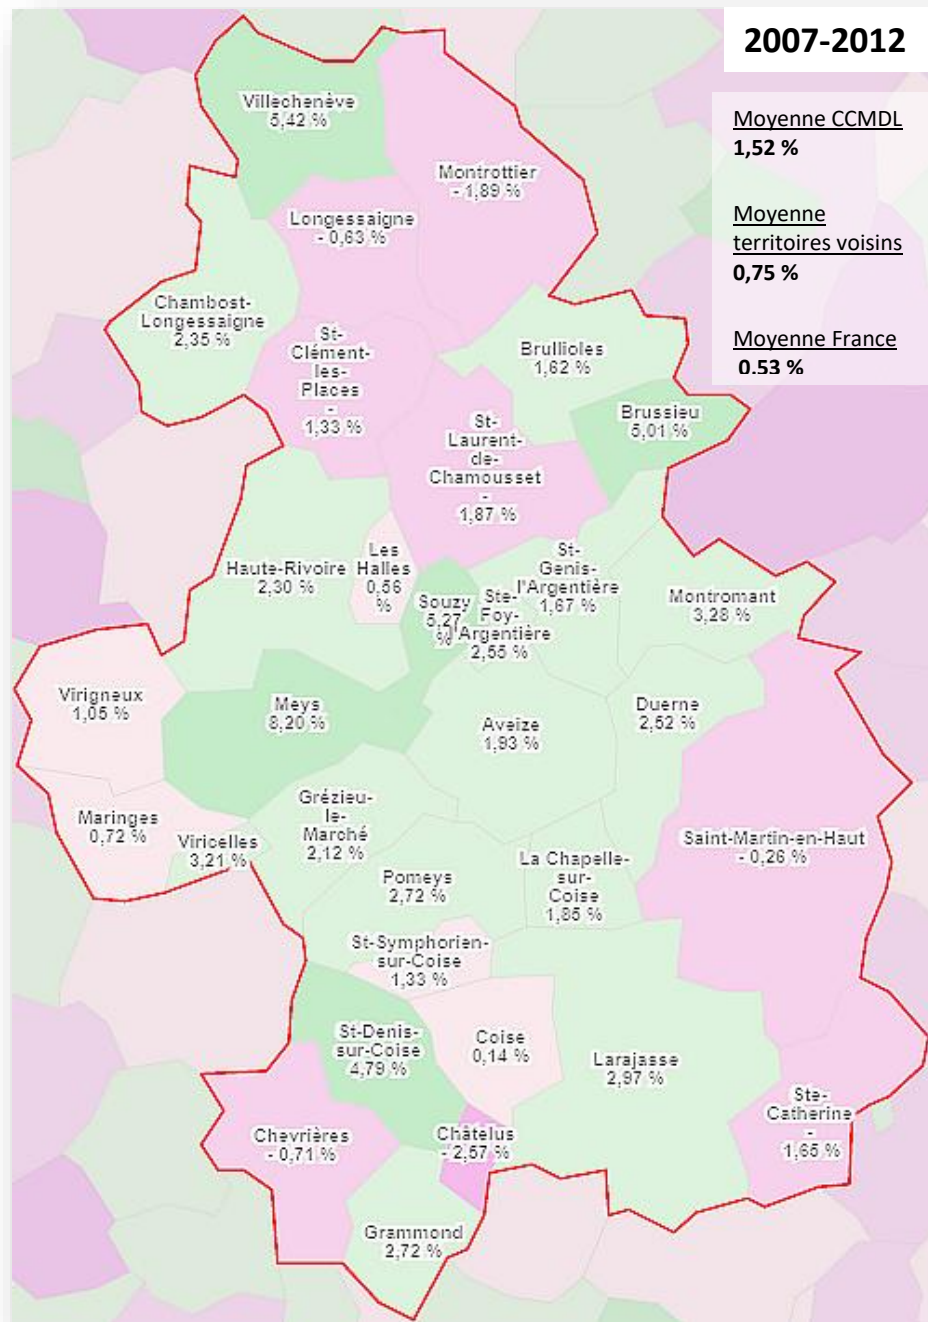 2007-2012
Moyenne CCMDL
1,52 %
Moyenne
territoires voisins
0,75 %
Moyenne France
0,53 %
Villechenève
5,42 %
Montrottier
- 1,89 %
Longessaigne
- 0,63 %
Chambost-
Longessaigne
2,35 %
St-
Clément-
les-
Places
-
1,33 %
Brullioles
1,62 %
Brussieu
5,01 %
St-
Laurent-
de-
Chamousset
-
1,87 %
Haute-Rivoire
2,30 %
Les
Halles
0,56
%
Souzy
5,27
%
Ste-
Foy-
l'Argentière
2,55 %
St-
Genis-
l'Argentière
1,67 %
Montromant
3,28 %
Virigneux
1,05 %
Meys
8,20 %
Aveize
1,93 %
Duerne
2,52 %
Maringes
0,72 %
Viricelles
3,21 %
Grézieu-
le-
Marché
2,12 %
Pomeys
2,72 %
La Chapelle-
sur-
Coise
1,85 %
Saint-Martin-en-Haut
- 0,26 %
St-Symphorien-
sur-Coise
1,33 %
St-Denis-
sur-Coise
4,79 %
Coise
0,14 %
Larajasse
2,97 %
Ste-
Catherine
-
1,65 %
Chevrières
- 0,71 %
Châtelus
- 2,57 %
Grammond
2,72 %